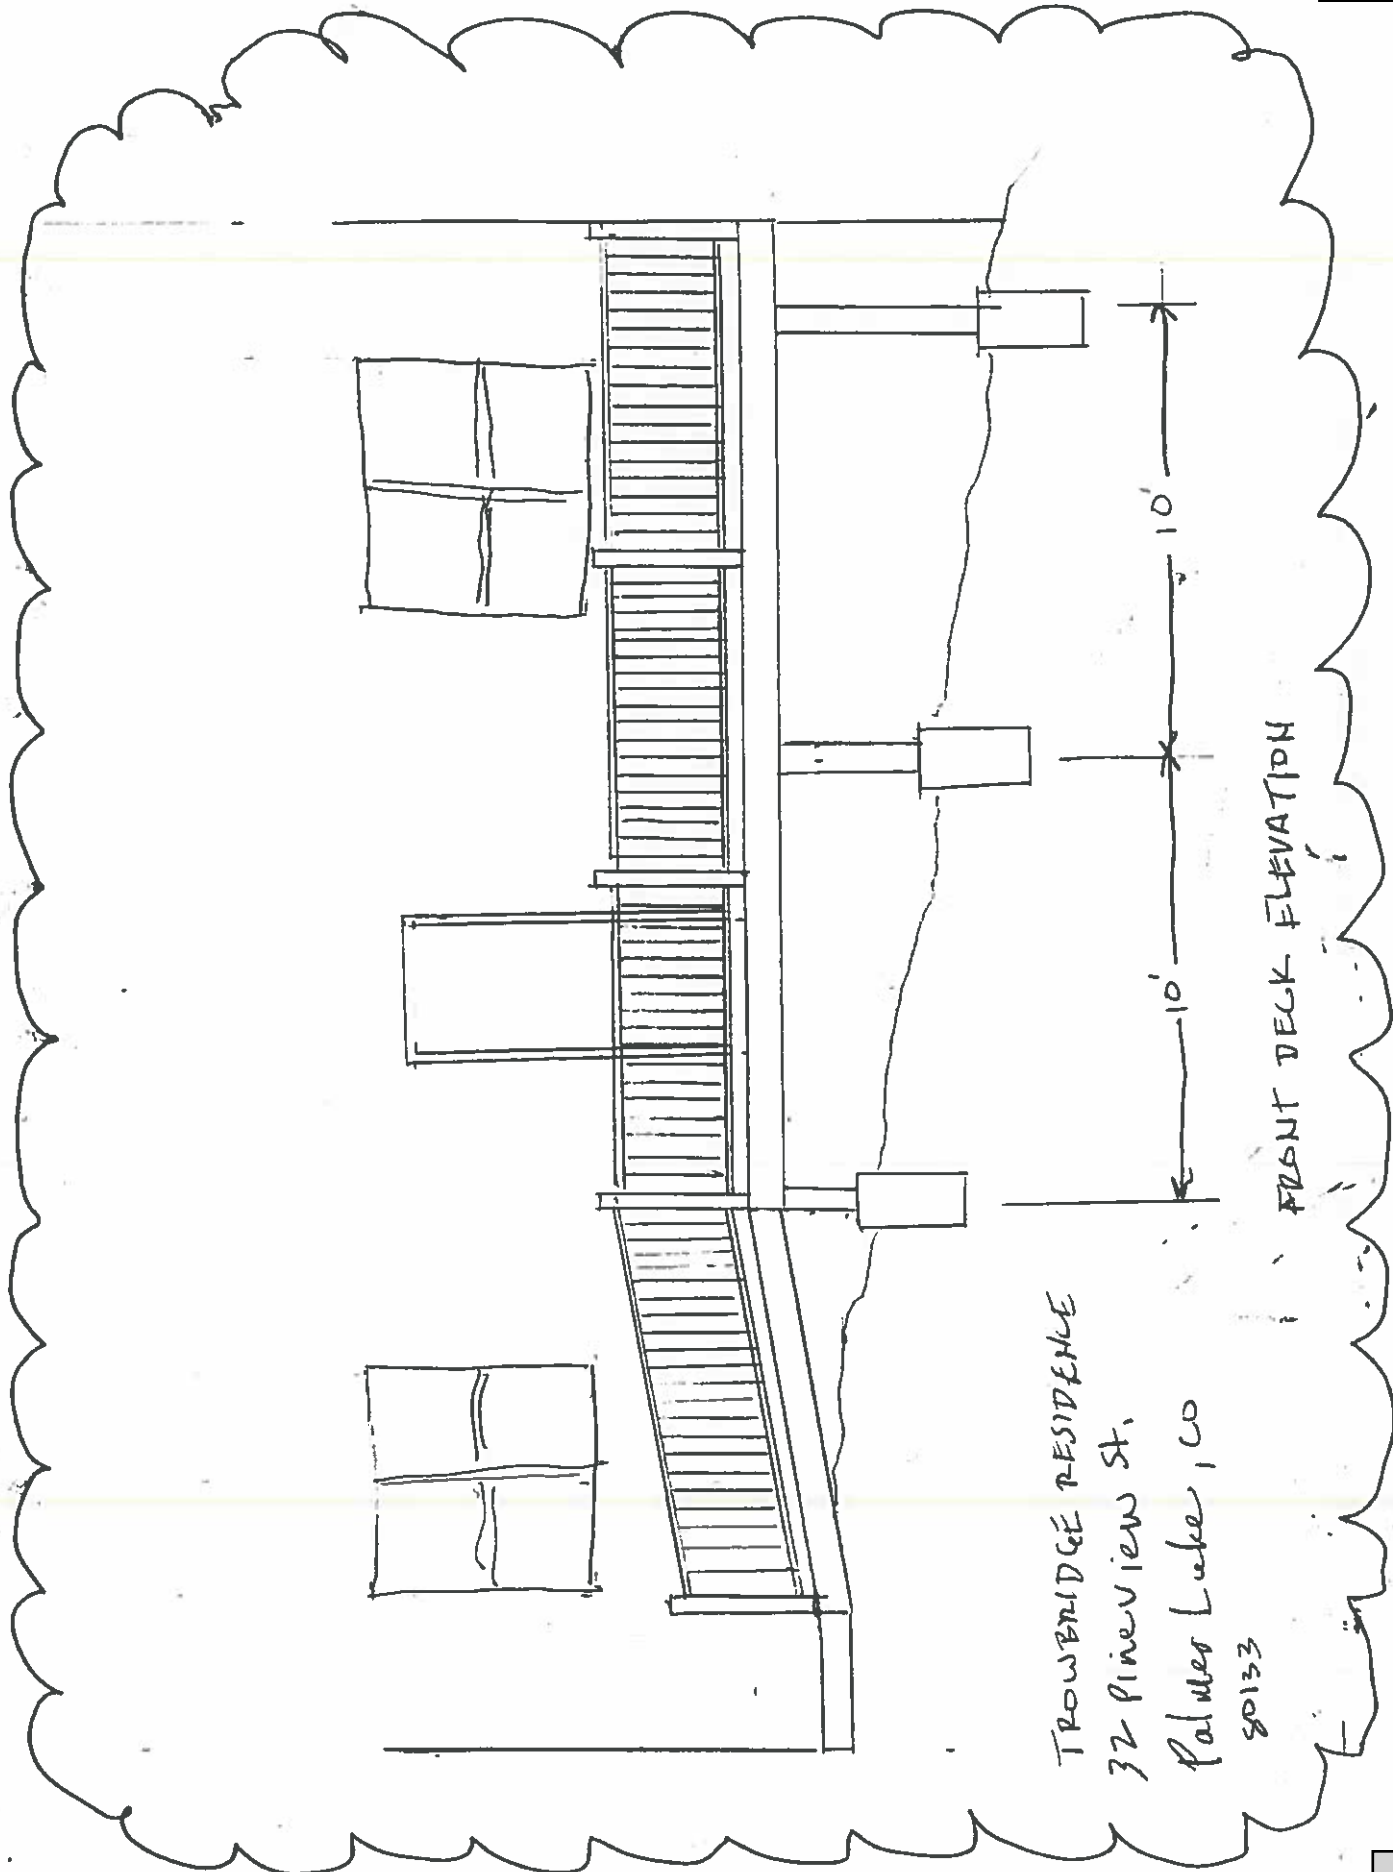 10' 10'
FRONT DECK ELEVATION
TROWBRIDGE RESIDENCE
32 Pineview St.
Palmer Lake, CO
80133